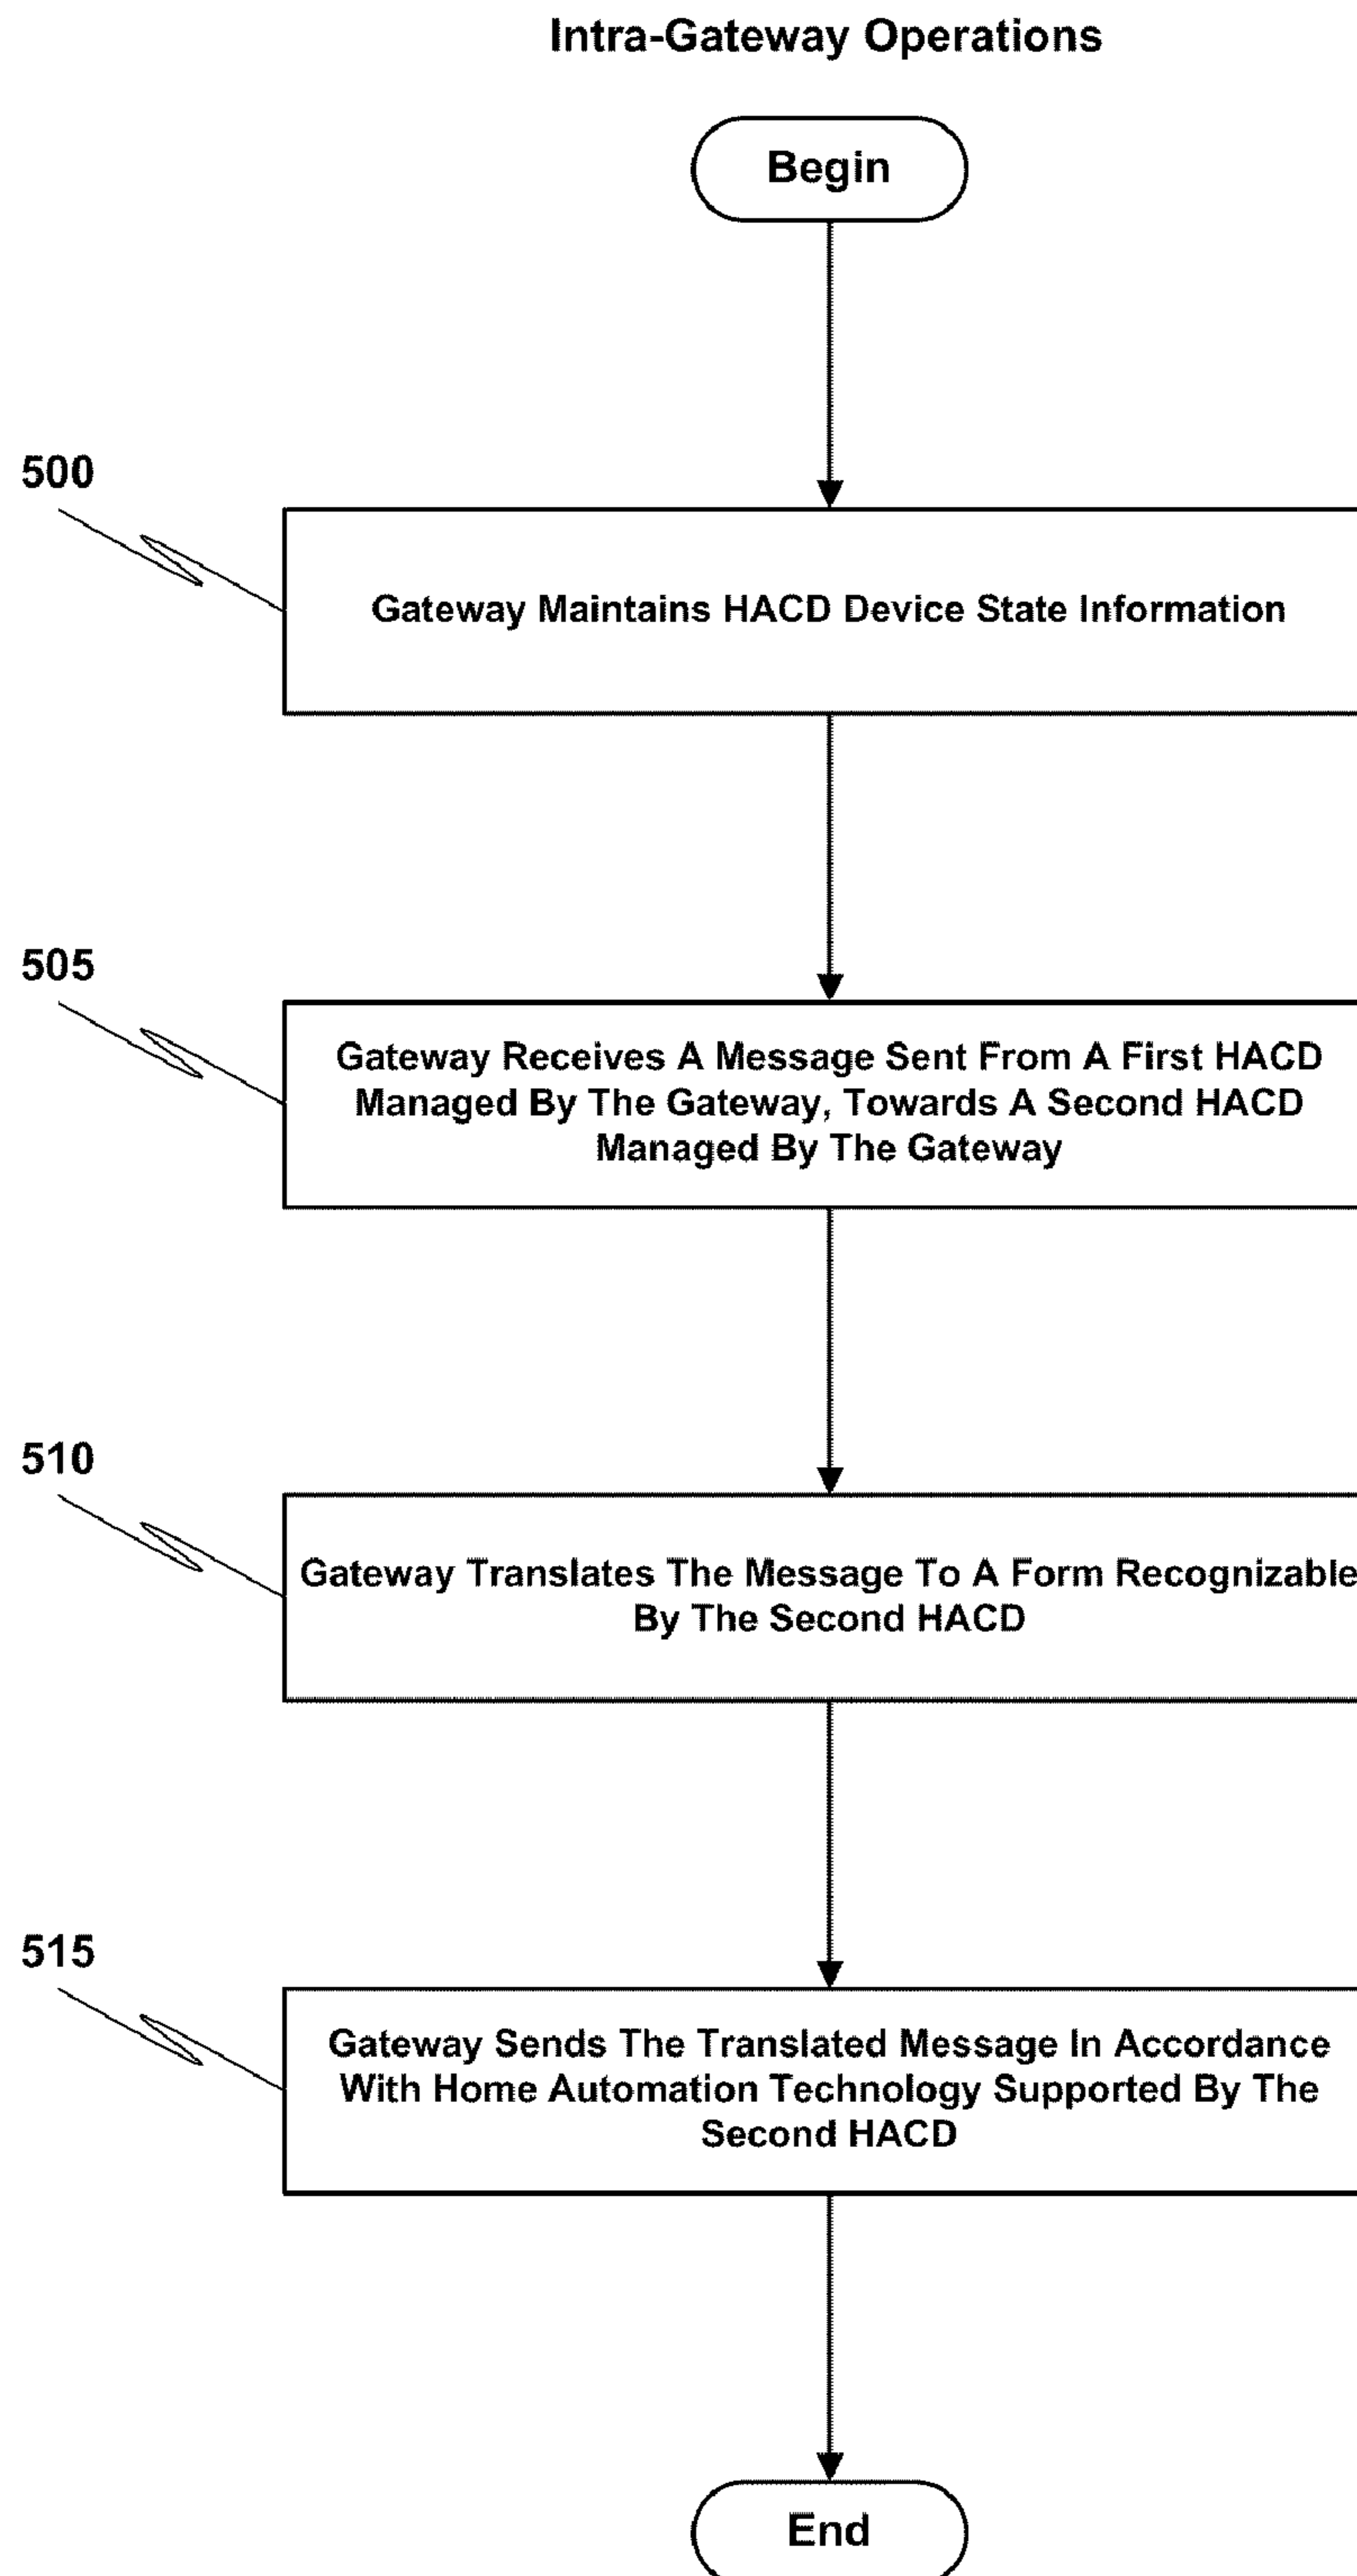 Intra-Gateway Operations
Begin
500
Gateway Maintains HACD Device State Information
505
Gateway Receives A Message Sent From A First HACD
Managed By The Gateway, Towards A Second HACD
Managed By The Gateway
510
Gateway Translates The Message To A Form Recognizable
By The Second HACD
515
Gateway Sends The Translated Message In Accordance
With Home Automation Technology Supported By The
Second HACD
End